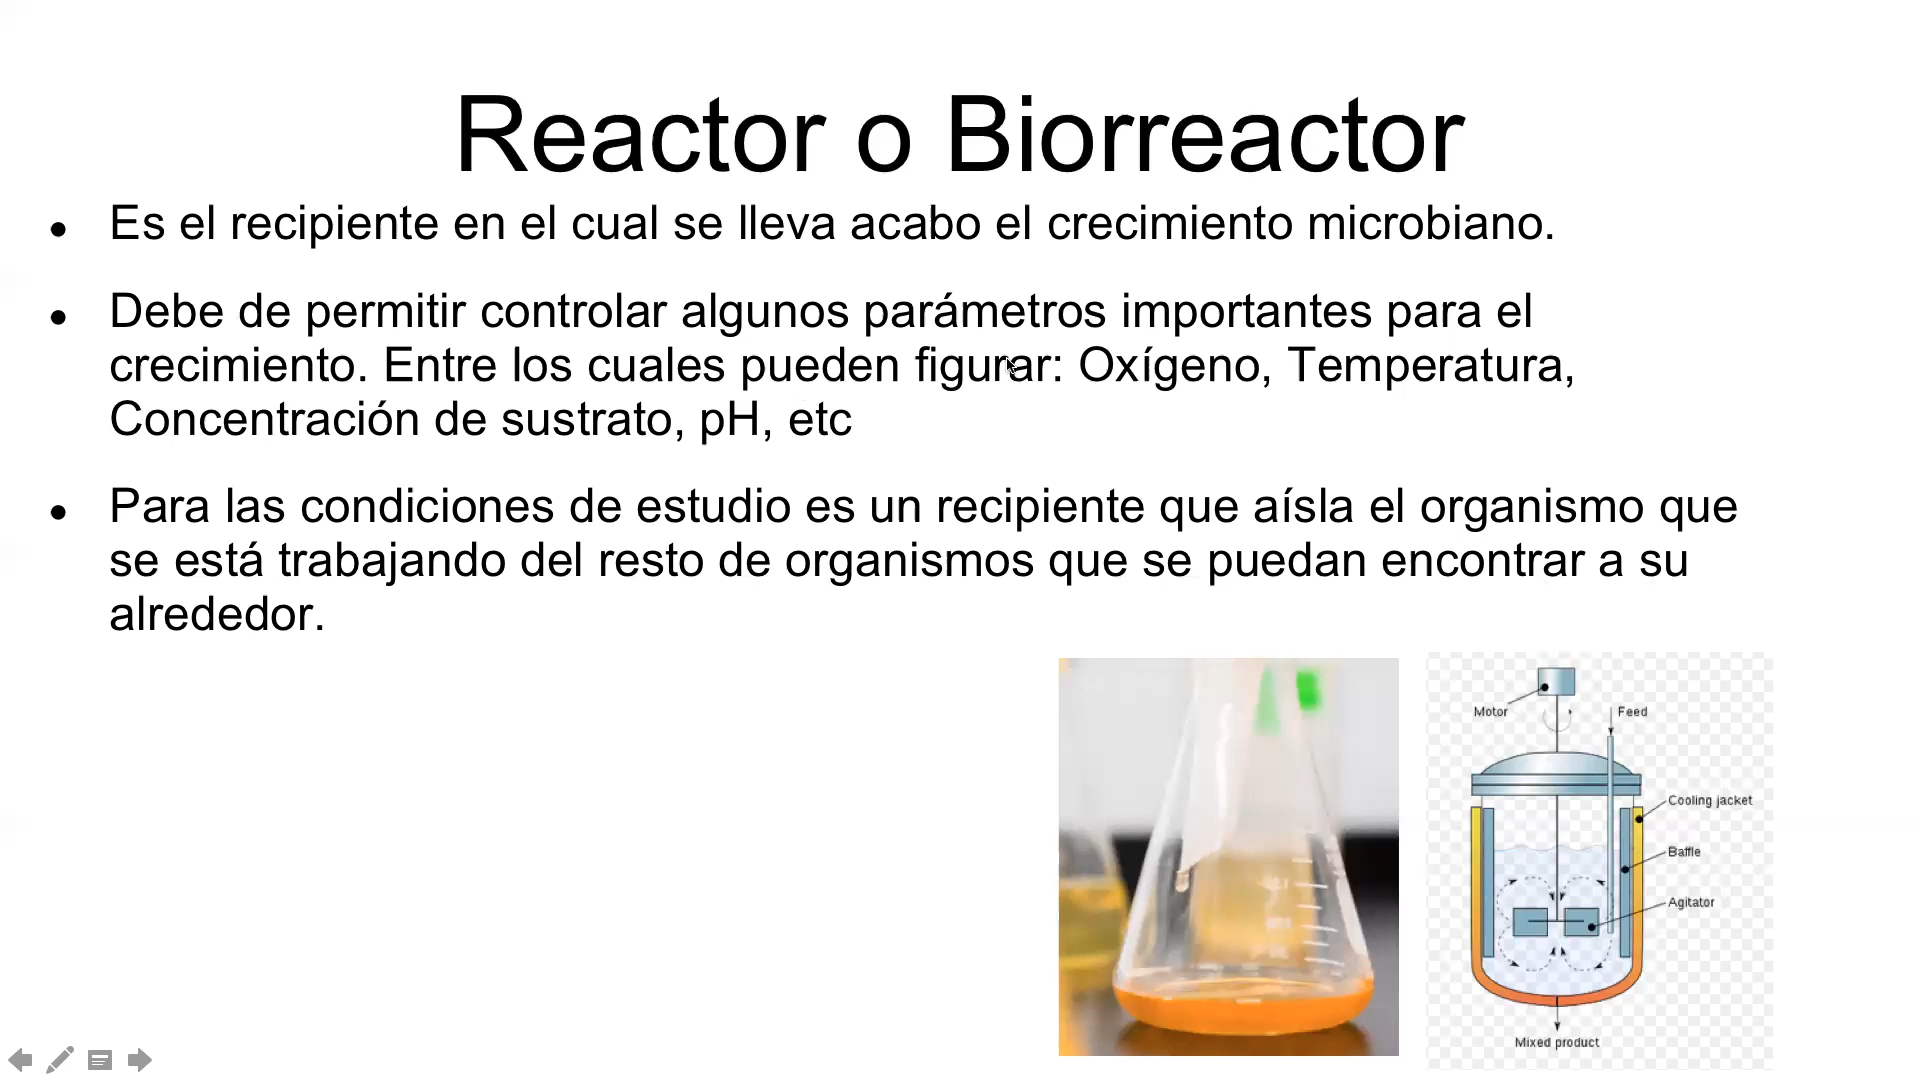 Reactor o Biorreactor
• Es el recipiente en el cual se lleva acabo el crecimiento microbiano.
• Debe de permitir controlar algunos parámetros importantes para el
crecimiento. Entre los cuales pueden figurar: Oxígeno, Temperatura,
Concentración de sustrato, pH, etc
• Para las condiciones de estudio es un recipiente que aísla el organismo que
se está trabajando del resto de organismos que se puedan encontrar a su
alrededor.
Motor
Feed
Cooling jacket
Baffle
Agitator
Mixed product